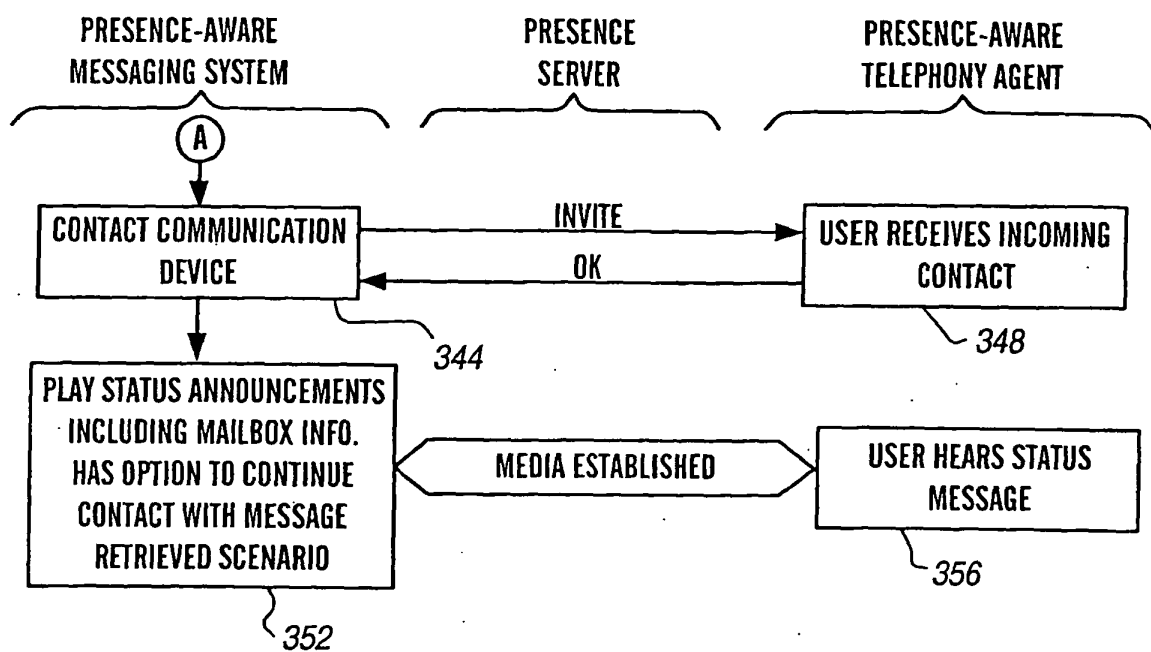 PRESENCE-AWARE
MESSAGING SYSTEM
PRESENCE
SERVER
PRESENCE-AWARE
TELEPHONY AGENT
A
CONTACT COMMUNICATION
DEVICE
INVITE
OK
USER RECEIVES INCOMING
CONTACT
344
348
PLAY STATUS ANNOUNCEMENTS
INCLUDING MAILBOX INFO.
HAS OPTION TO CONTINUE
CONTACT WITH MESSAGE
RETRIEVED SCENARIO
MEDIA ESTABLISHED
USER HEARS STATUS
MESSAGE
352
356